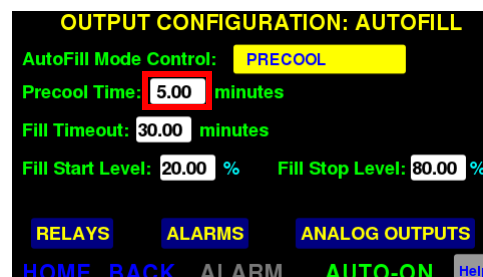 OUTPUT CONFIGURATION: AUTOFILL
AutoFill Mode Control: PRECOOL
Precool Time: 5.00 minutes
Fill Timeout: 30.00 minutes
Fill Start Level: 20.00 % Fill Stop Level: 80.00 %
RELAYS ALARMS ANALOG OUTPUTS
HOME BACK ALARM AUTO-ON Help